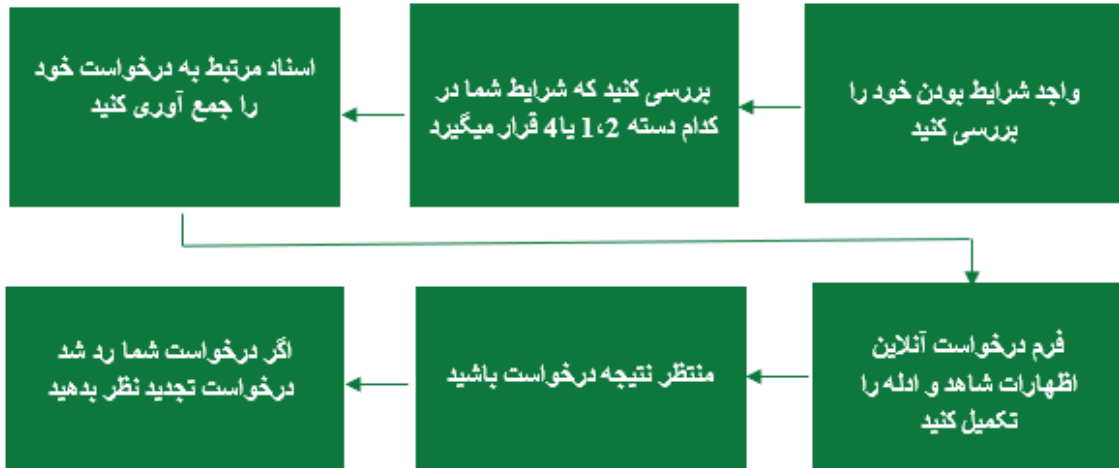 واجد شرایط بودن خود را
بررسی کنید
بررسی کنید که شرایط شما در
کدام دسته 1،2 یا4 قرار میگیرد
اسناد مرتبط به درخواست خود
را جمع آوری کنید
فرم درخواست آنلاین
اظهارات شاهد و ادله را
تکمیل کنید
منتظر نتیجه درخواست باشید
اگر درخواست شما رد شد
درخواست تجدید نظر بدهید